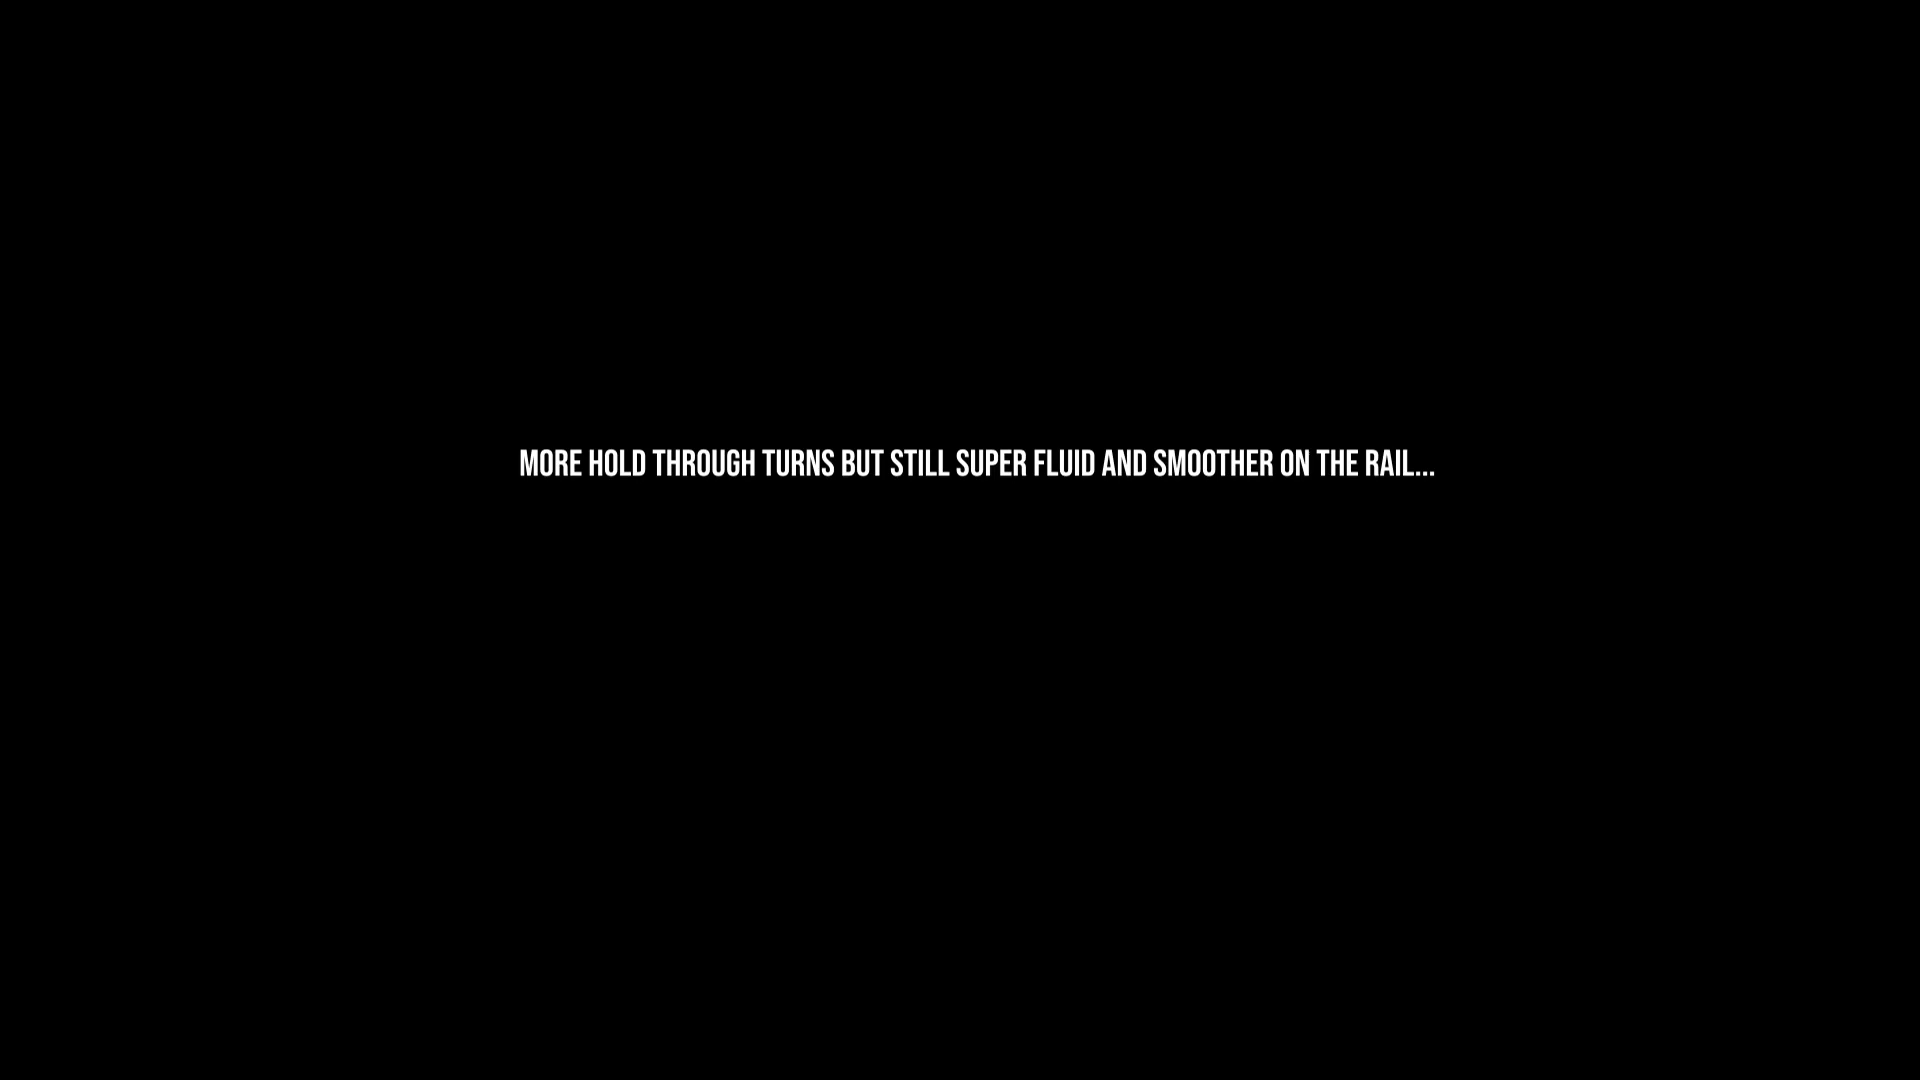 MORE HOLD THROUGH TURNS BUT STILL SUPER FLUID AND SMOOTHER ON THE RAIL...